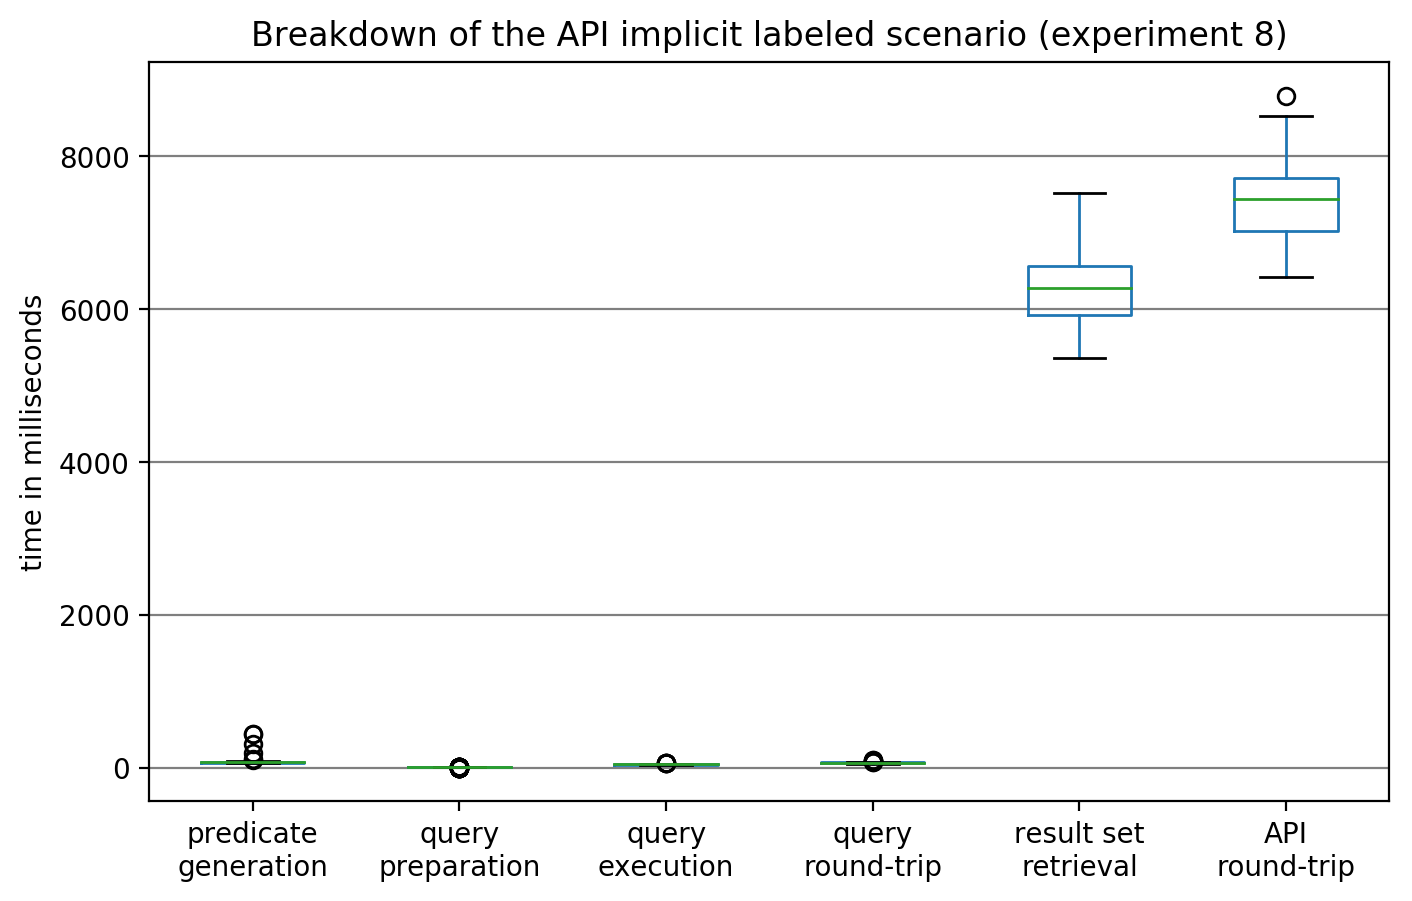 Breakdown of the API implicit labeled scenario (experiment 8)
time in milliseconds
8000
6000
4000
2000
0
predicate
generation
query
preparation
query
execution
query
round-trip
result set
retrieval
API
round-trip